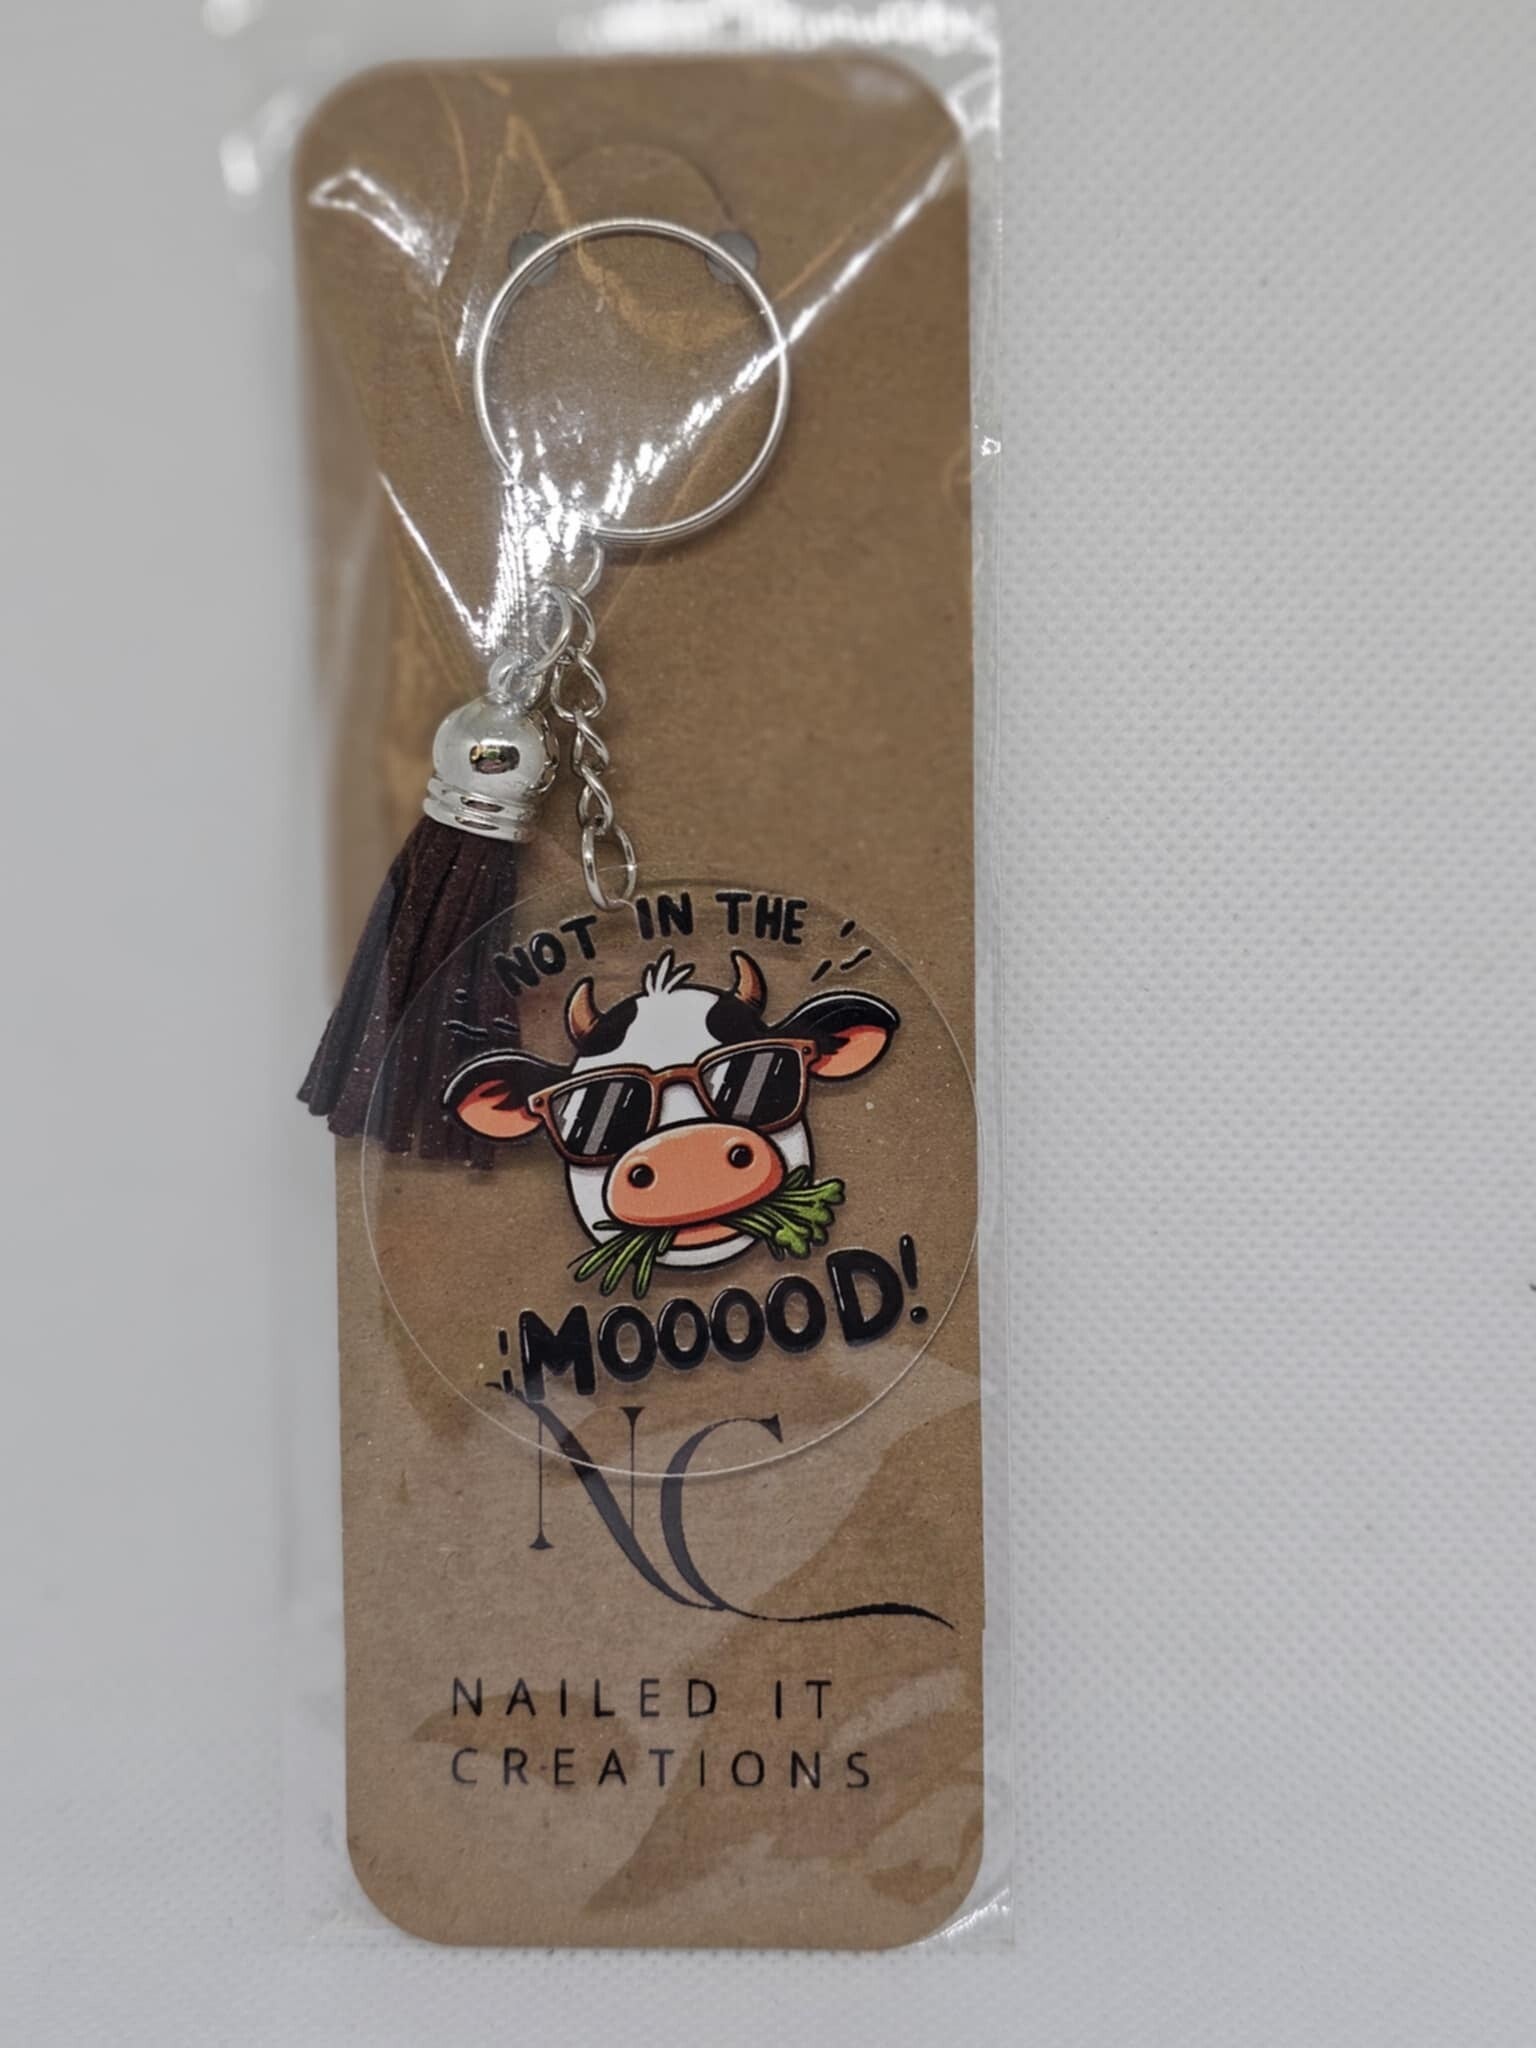 NOT IN THE
MOOOOD!
NC
NAILED IT
CREATIONS